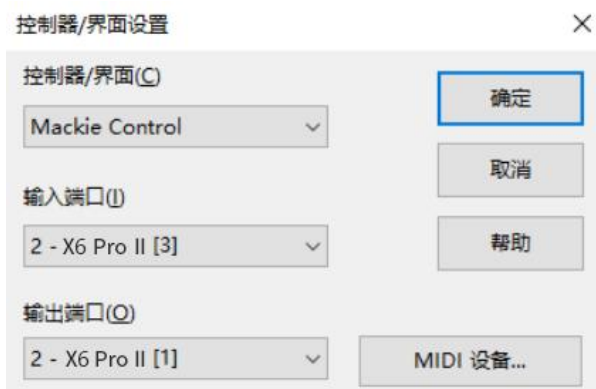 控制器/界面设置
控制器/界面(C)
Mackie Control
确定
取消
输入端口(I)
2 - X6 Pro II [3]
帮助
输出端口(O)
2 - X6 Pro II [1]
MIDI 设备...